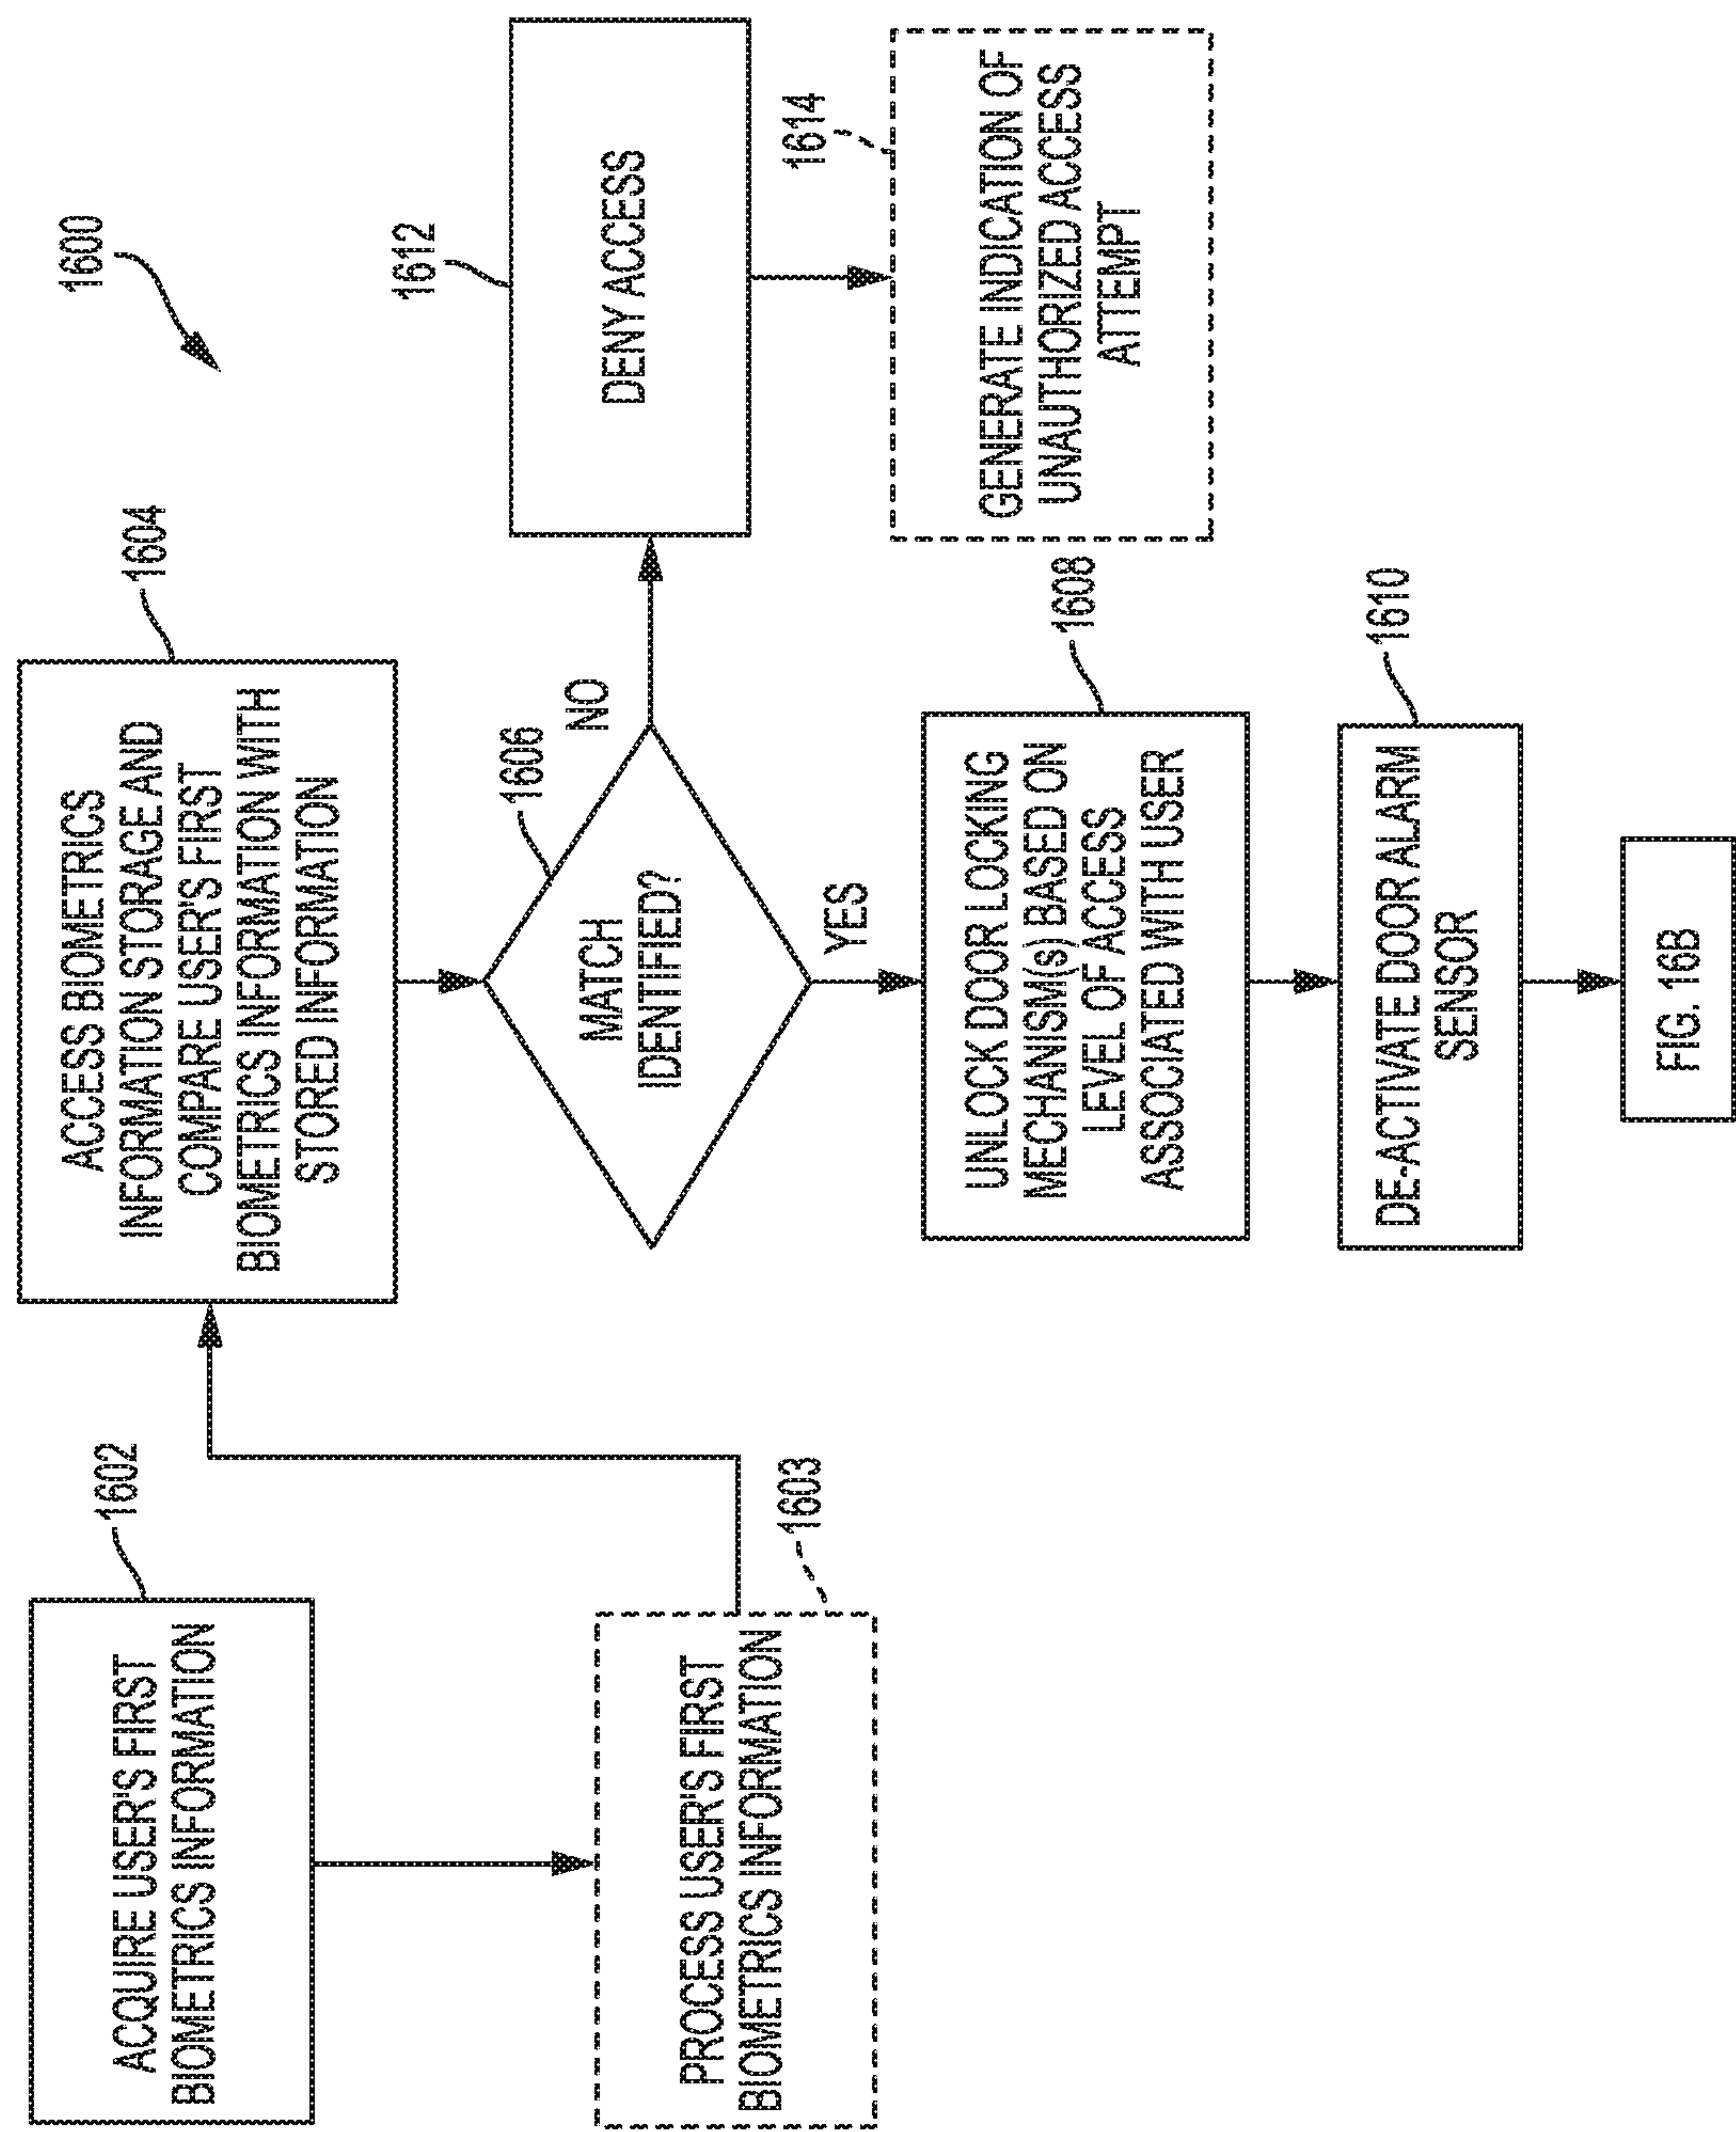 1600
1602
ACQUIRE USER'S FIRST
BIOMETRICS INFORMATION
PROCESS USER'S FIRST
BIOMETRICS INFORMATION
1603
1604
ACCESS BIOMETRICS
INFORMATION STORAGE AND
COMPARE USER'S FIRST
BIOMETRICS INFORMATION WITH
STORED INFORMATION
1606
MATCH
IDENTIFIED?
NO
YES
1612
DENY ACCESS
1614
GENERATE INDICATION OF
UNAUTHORIZED ACCESS
ATTEMPT
1608
UNLOCK DOOR LOCKING
MECHANISM(s) BASED ON
LEVEL OF ACCESS
ASSOCIATED WITH USER
1610
DE-ACTIVATE DOOR ALARM
SENSOR
FIG. 16B